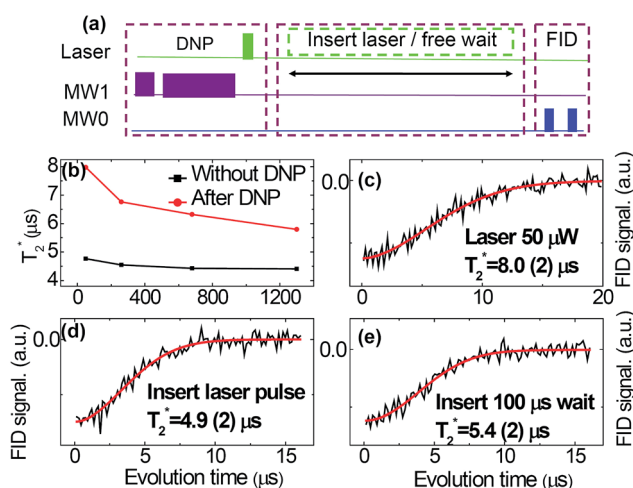 (a)
DNP
Insert laser / free wait
FID
Laser
MW1
MW0
(b)
Without DNP
After DNP
T2* (μs)
8
7
6
5
4
0 400 800 1200
(c)
0.0
Laser 50 μW
T2*=8.0 (2) μs
FID signal. (a.u.)
0 10 20
(d)
0.0
FID signal. (a.u.)
Insert laser pulse
T2*=4.9 (2) μs
0 5 10 15
Evolution time (μs)
(e)
0.0
Insert 100 μs wait
T2*=5.4 (2) μs
FID signal. (a.u.)
0 5 10 15
Evolution time (μs)